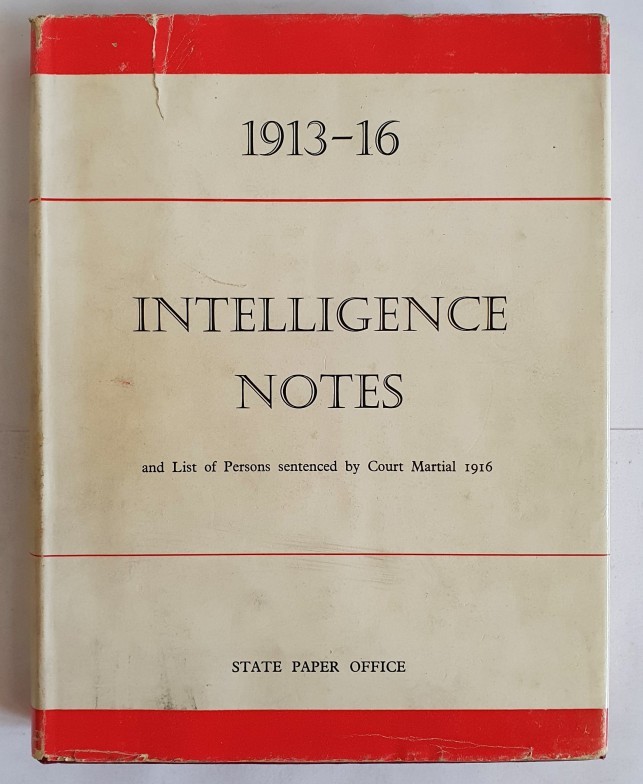 1913–16
INTELLIGENCE
NOTES
and List of Persons sentenced by Court Martial 1916
STATE PAPER OFFICE